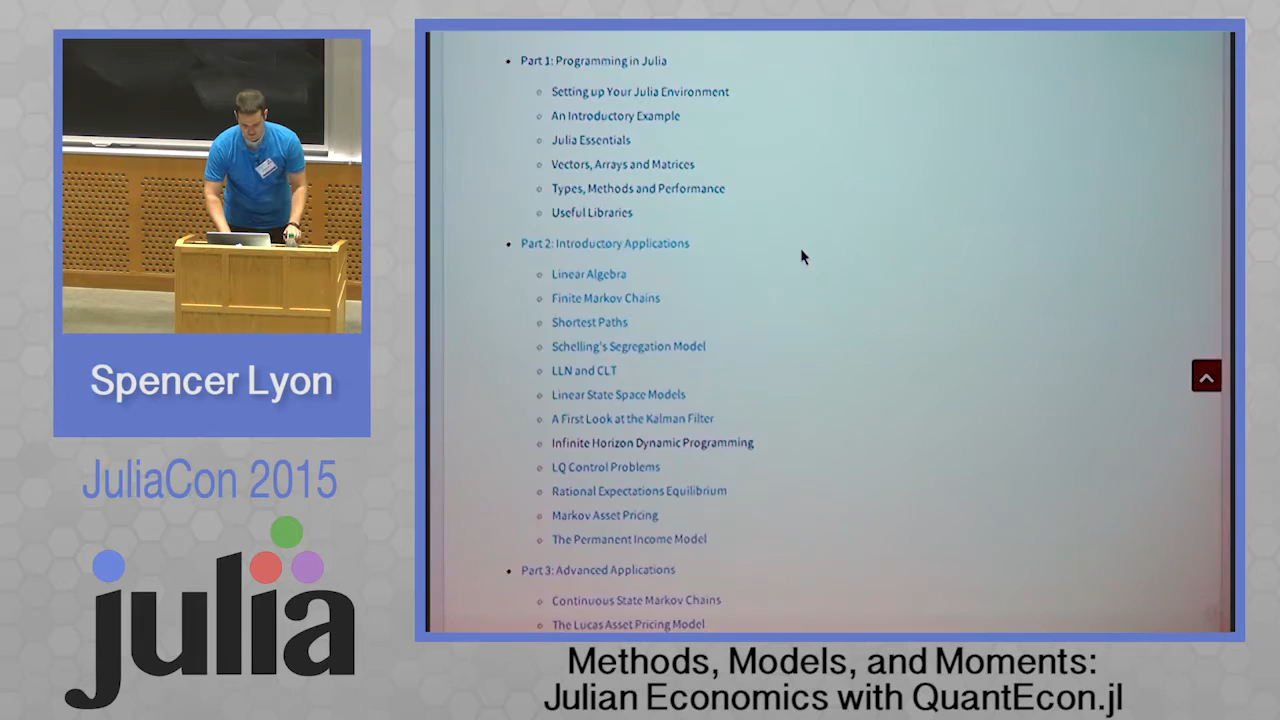 Part 1: Programming in Julia
Setting up Your Julia Environment
An Introductory Example
Julia Essentials
Vectors, Arrays and Matrices
Types, Methods and Performance
Useful Libraries
Part 2: Introductory Applications
Linear Algebra
Finite Markov Chains
Shortest Paths
Schelling's Segregation Model
LLN and CLT
Linear State Space Models
A First Look at the Kalman Filter
Infinite Horizon Dynamic Programming
LQ Control Problems
Rational Expectations Equilibrium
Markov Asset Pricing
The Permanent Income Model
Part 3: Advanced Applications
Continuous State Markov Chains
The Lucas Asset Pricing Model
Spencer Lyon
JuliaCon 2015
julia
Methods, Models, and Moments:
Julian Economics with QuantEcon.jl